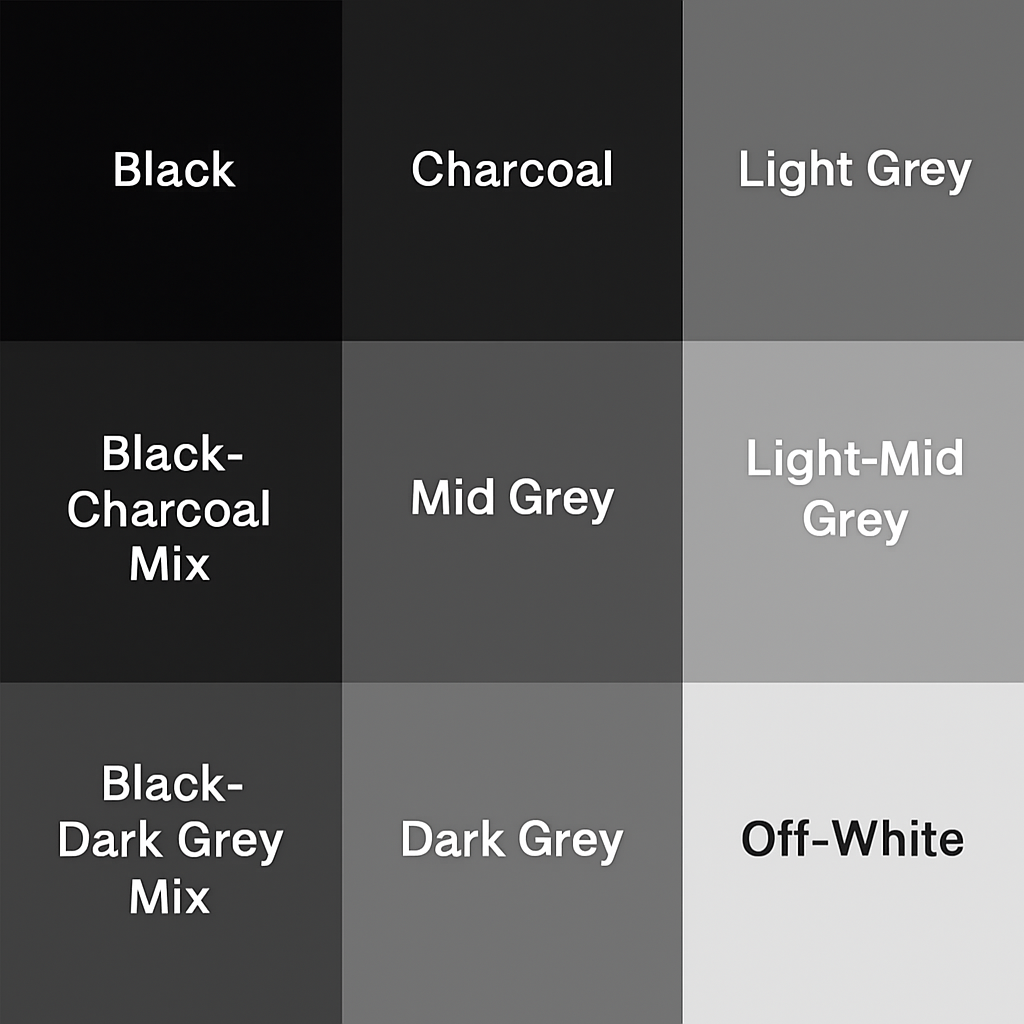 Black
Charcoal
Light Grey
Black-
Charcoal
Mix
Mid Grey
Light-Mid
Grey
Black-
Dark Grey
Mix
Dark Grey
Off-White